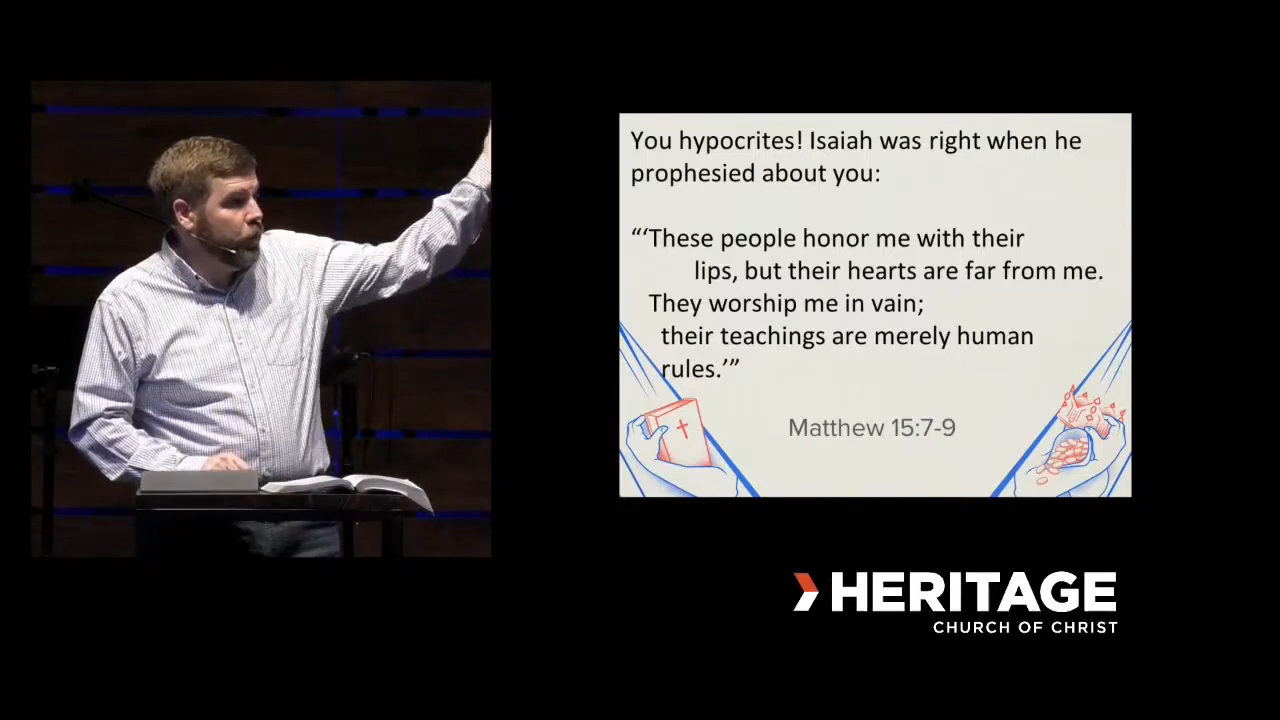 You hypocrites! Isaiah was right when he
prophesied about you:
“‘These people honor me with their
lips, but their hearts are far from me.
They worship me in vain;
their teachings are merely human
rules.’”
Matthew 15:7-9
HERITAGE
CHURCH OF CHRIST